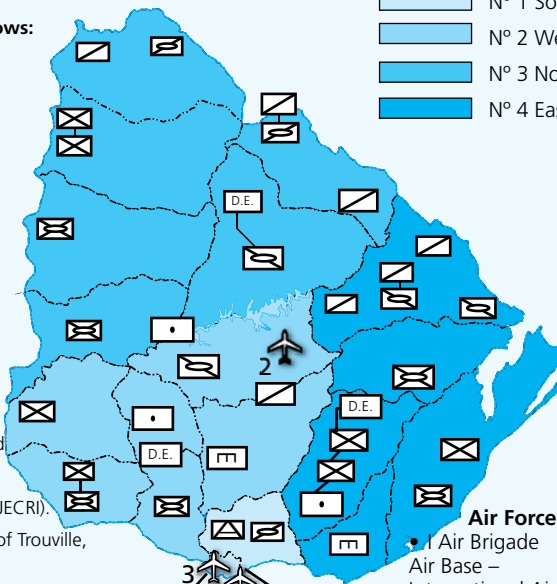 ows:
Nº 1 So
Nº 2 We
Nº 3 No
Nº 4 Eas
D.E.
2
D.E.
d
D.E.
JECRI).
of Trouville,
3
Air Force
• I Air Brigade
Air Base –